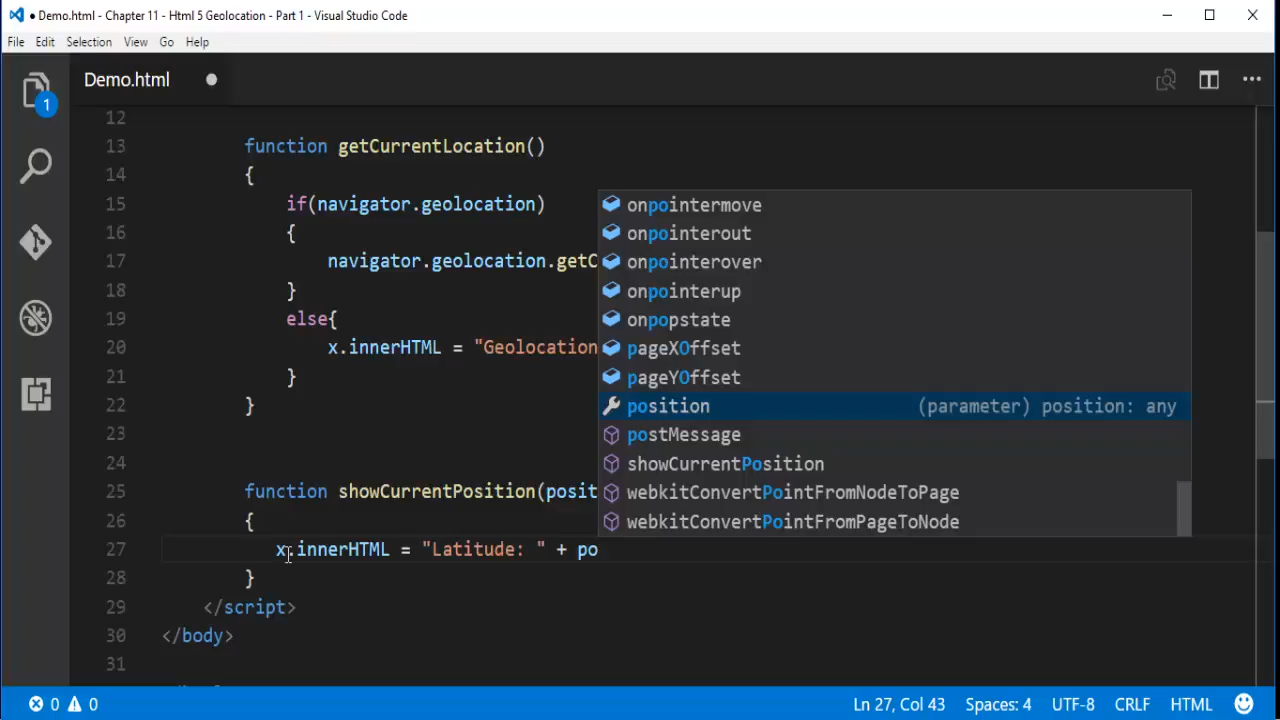 Demo.html - Chapter 11 - Html 5 Geolocation - Part 1 - Visual Studio Code
File Edit Selection View Go Help
1
Demo.html
12
13 function getCurrentLocation()
14 {
15 if(navigator.geolocation)
16 {
17 navigator.geolocation.getC
18 }
19 else{
20 x.innerHTML = "Geolocation
21 }
22 }
23
24
25 function showCurrentPosition(posit
26 {
27 x.innerHTML = "Latitude: " + po
28 }
29 </script>
30 </body>
31
onpointermove
onpointerout
onpointerover
onpointerup
onpopstate
pageXOffset
pageYOffset
position (parameter) position: any
postMessage
showCurrentPosition
webkitConvertPointFromNodeToPage
webkitConvertPointFromPageToNode
0 0 Ln 27, Col 43 Spaces: 4 UTF-8 CRLF HTML